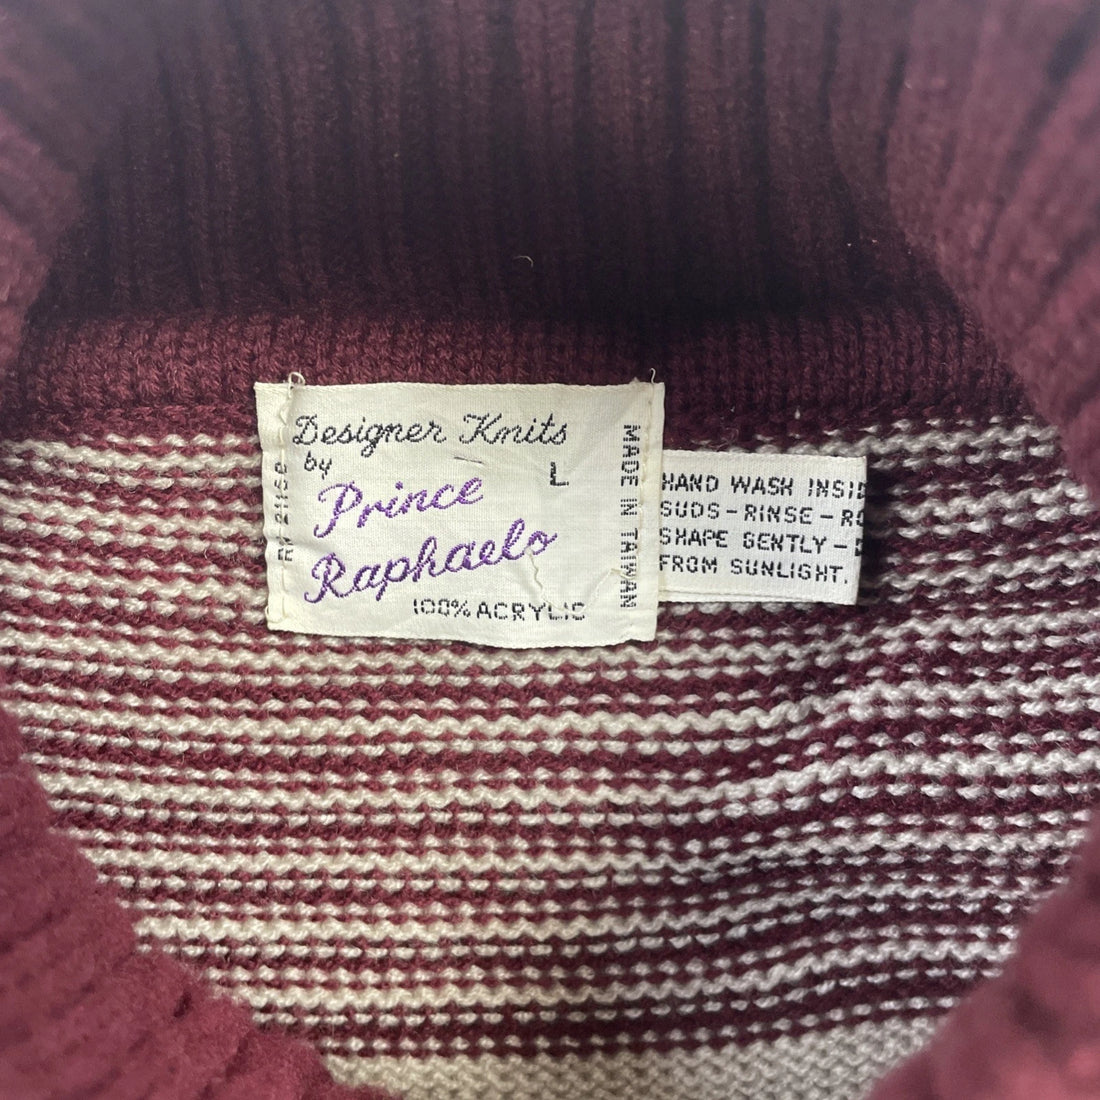 Designer Knits
by
L
Prince
Raphaelo
100% ACRYLIC
MADE IN TAIWAN
HAND WASH INSID
SUDS-RINSE-RO
SHAPE GENTLY-
FROM SUNLIGHT.